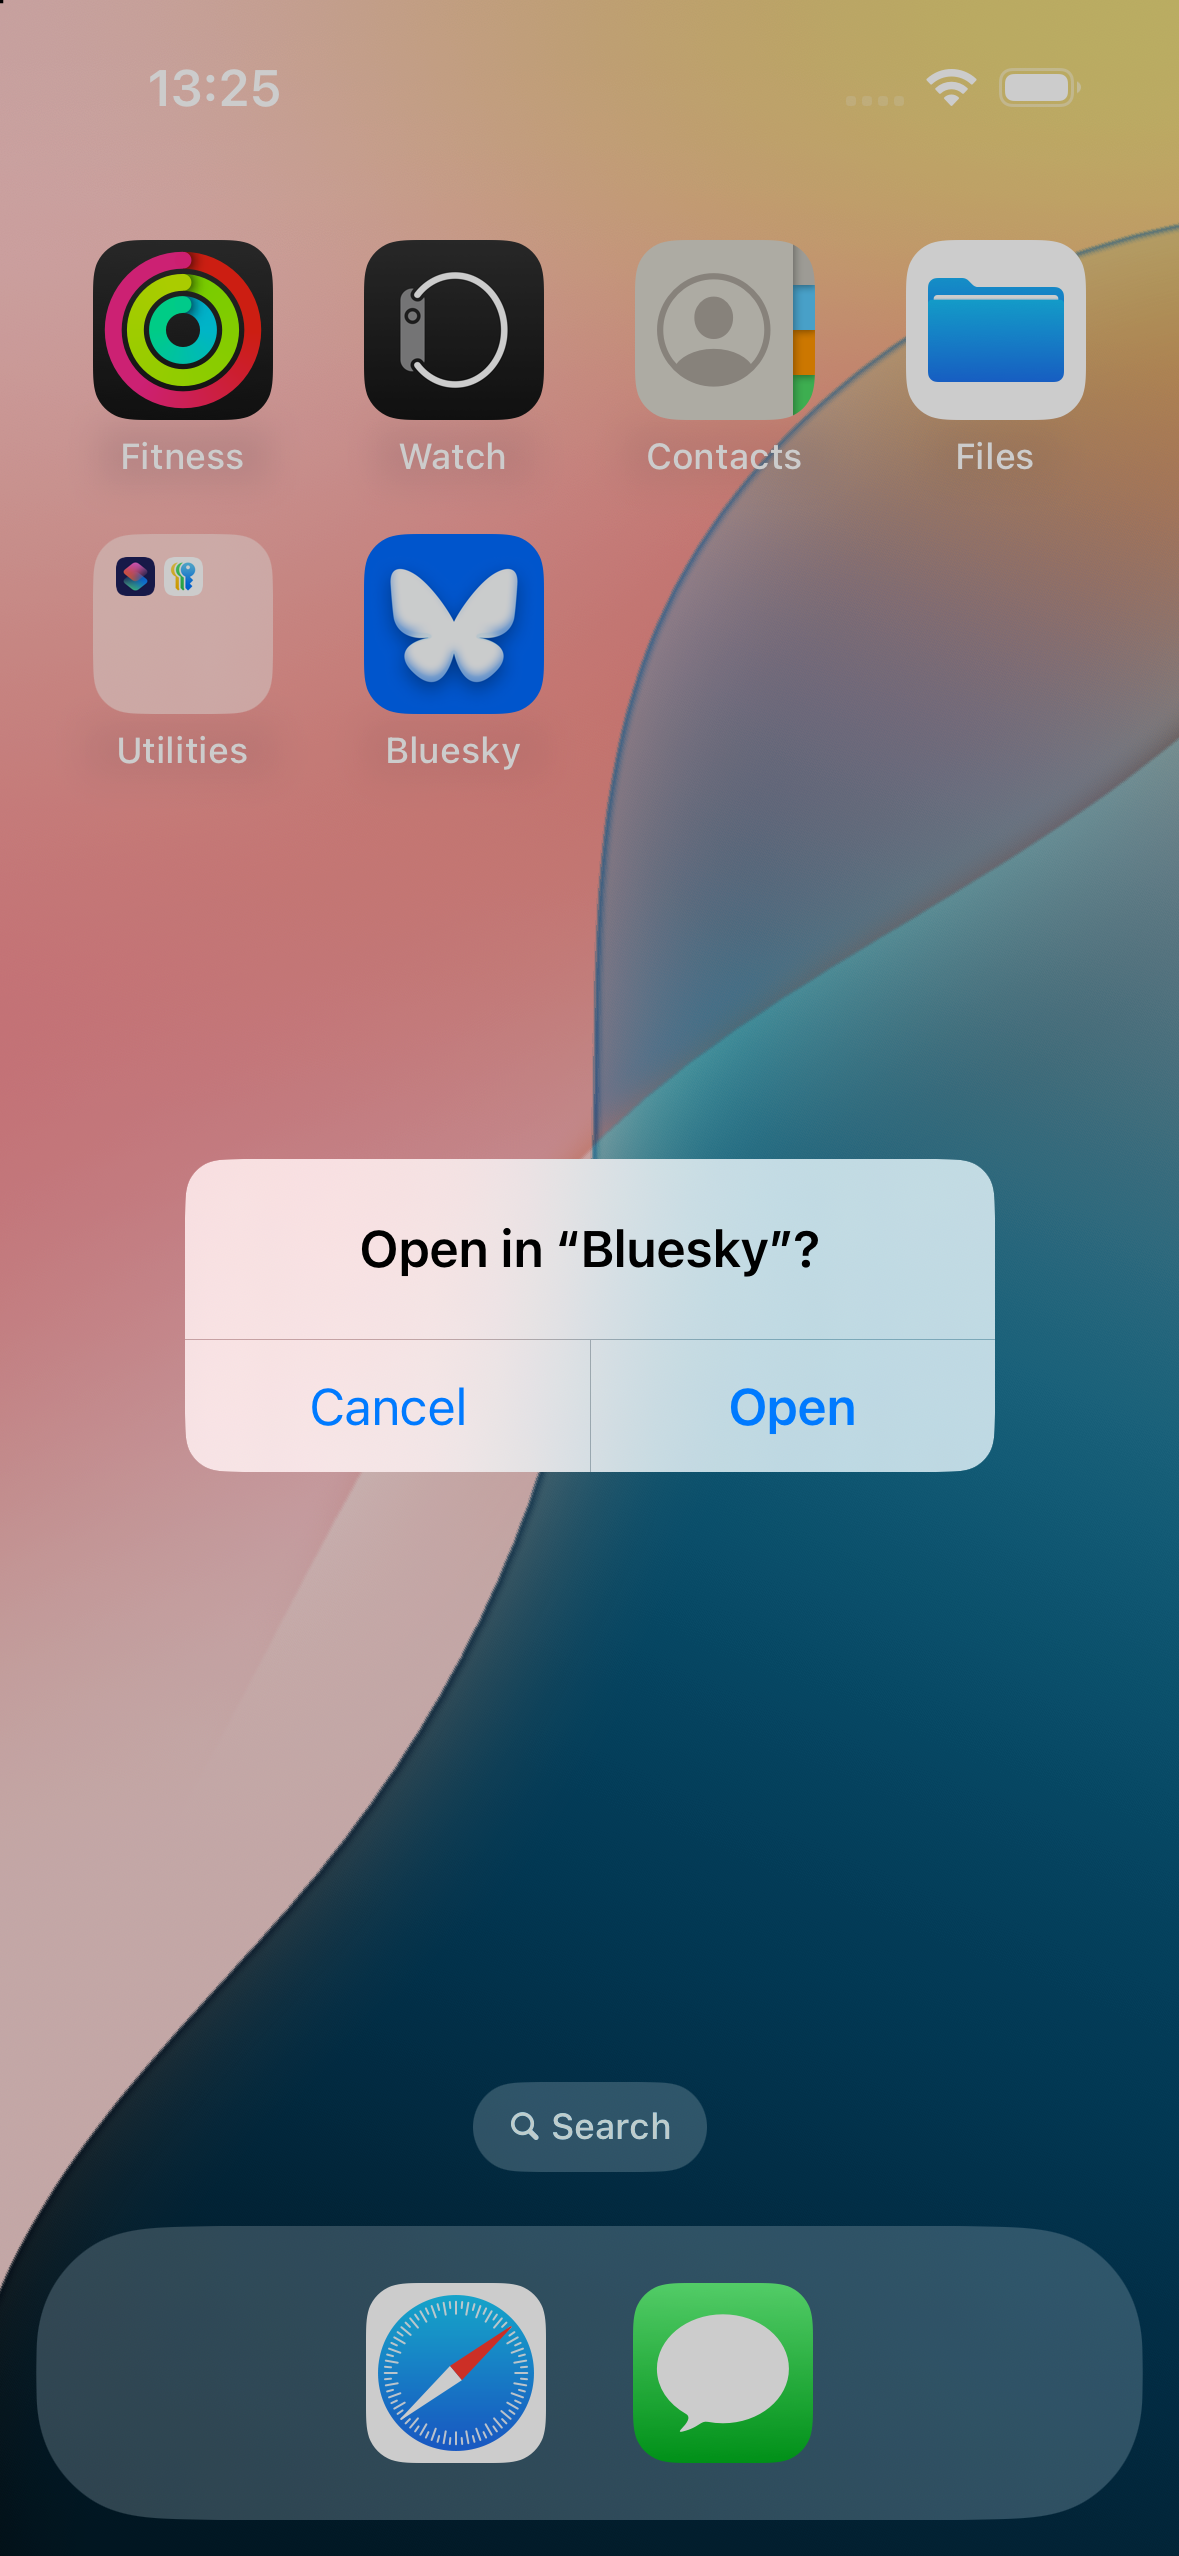 13:25
Fitness
Watch
Contacts
Files
Utilities
Bluesky
Open in “Bluesky”?
Cancel
Open
Search